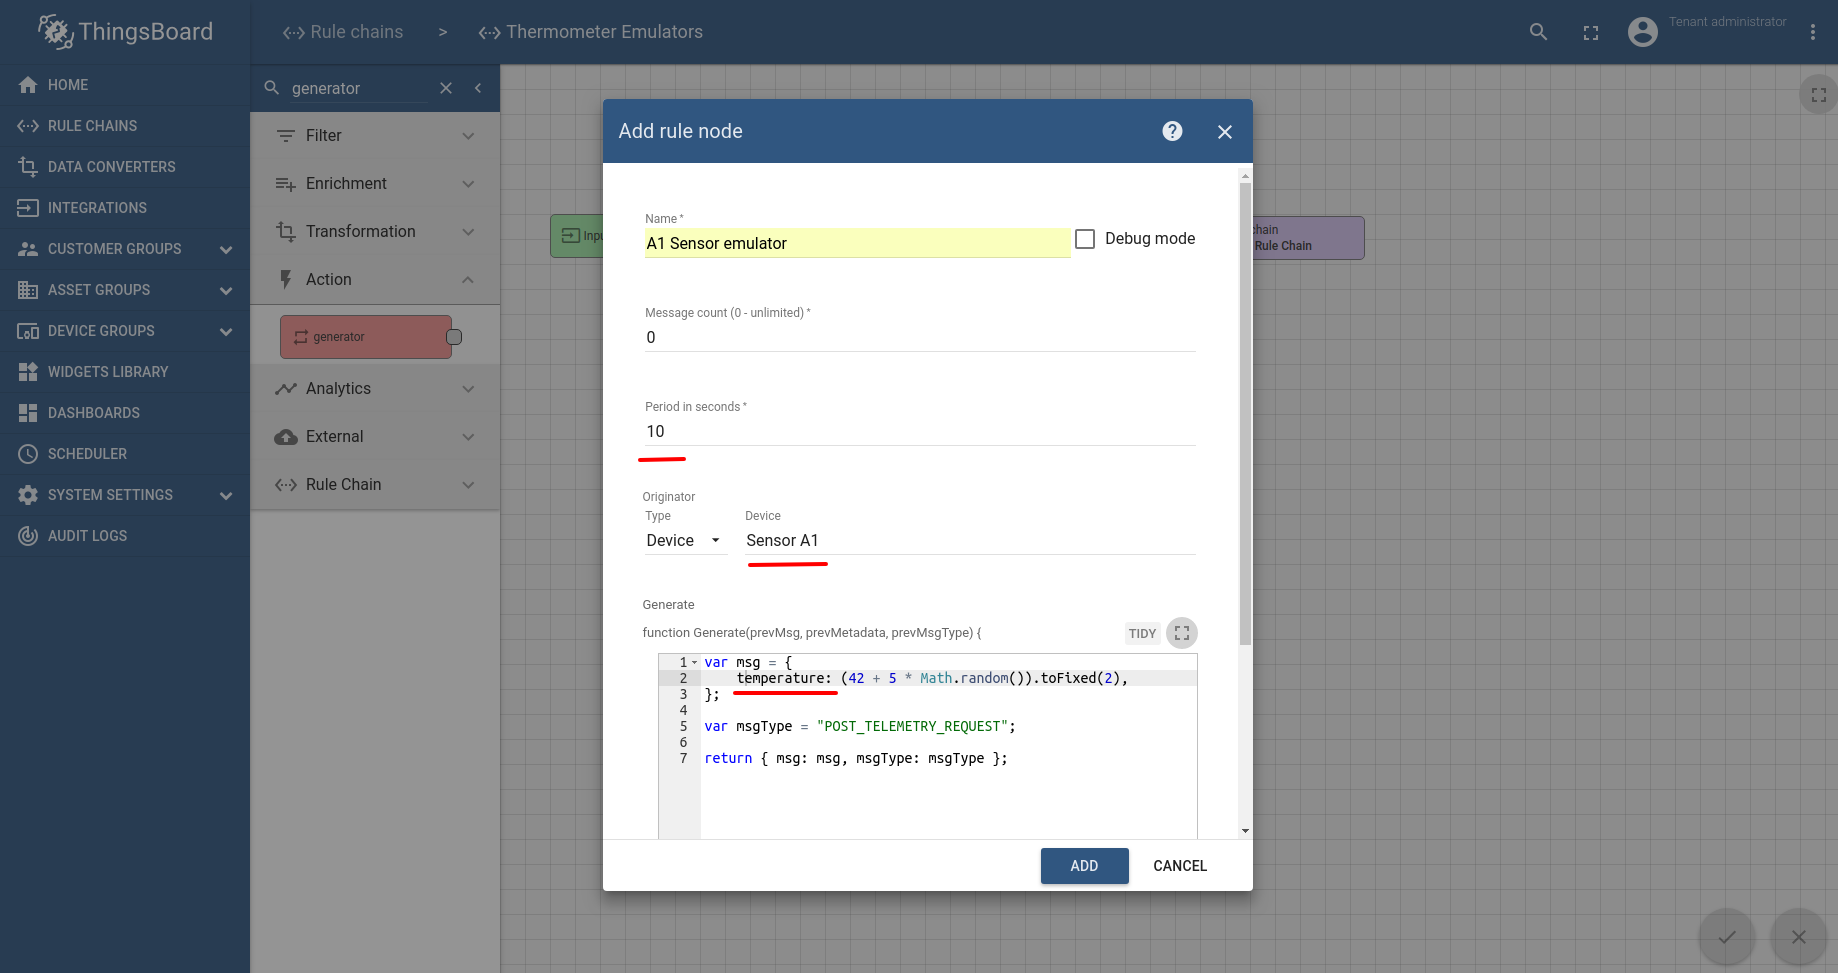 ThingsBoard
Rule chains > Thermometer Emulators
Tenant administrator
HOME
RULE CHAINS
DATA CONVERTERS
INTEGRATIONS
CUSTOMER GROUPS
ASSET GROUPS
DEVICE GROUPS
WIDGETS LIBRARY
DASHBOARDS
SCHEDULER
SYSTEM SETTINGS
AUDIT LOGS
generator
Filter
Enrichment
Transformation
Action
generator
Analytics
External
Rule Chain
Inpu
chain
Rule Chain
Add rule node
Name *
A1 Sensor emulator
Debug mode
Message count (0 - unlimited) *
0
Period in seconds *
10
Originator
Type Device
Device Sensor A1
Generate
function Generate(prevMsg, prevMetadata, prevMsgType) {
TIDY
1 var msg = {
2 temperature: (42 + 5 * Math.random()).toFixed(2),
3 };
4
5 var msgType = "POST_TELEMETRY_REQUEST";
6
7 return { msg: msg, msgType: msgType };
ADD CANCEL